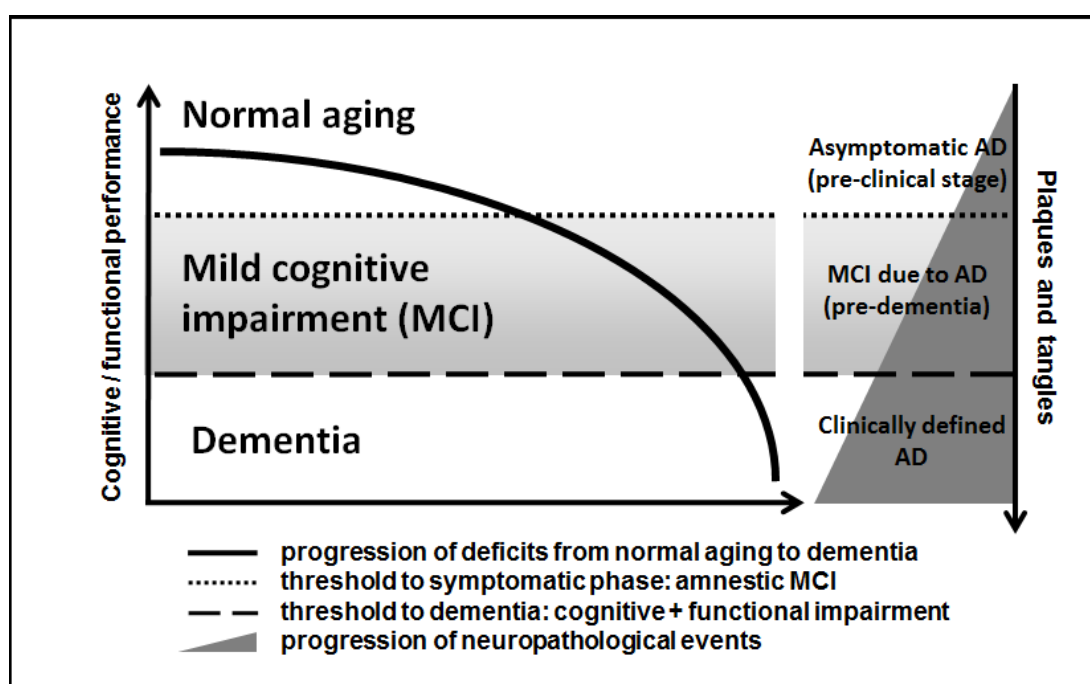 Cognitive / functional performance
Normal aging
Mild cognitive
impairment (MCI)
Dementia
Asymptomatic AD
(pre-clinical stage)
MCI due to AD
(pre-dementia)
Clinically defined
AD
Plaques and tangles
progression of deficits from normal aging to dementia
threshold to symptomatic phase: amnestic MCI
threshold to dementia: cognitive + functional impairment
progression of neuropathological events